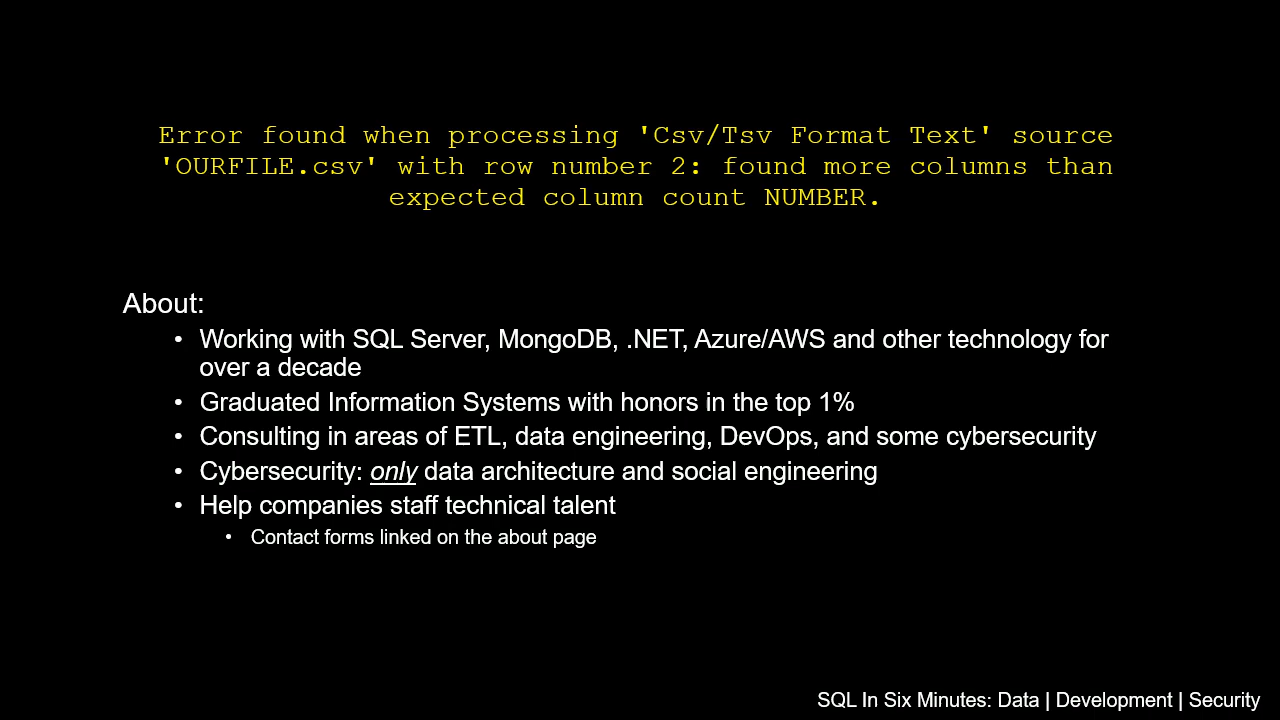 Error found when processing 'Csv/Tsv Format Text' source
'OURFILE.csv' with row number 2: found more columns than
expected column count NUMBER.
About:
• Working with SQL Server, MongoDB, .NET, Azure/AWS and other technology for
over a decade
• Graduated Information Systems with honors in the top 1%
• Consulting in areas of ETL, data engineering, DevOps, and some cybersecurity
• Cybersecurity: only data architecture and social engineering
• Help companies staff technical talent
• Contact forms linked on the about page
SQL In Six Minutes: Data | Development | Security